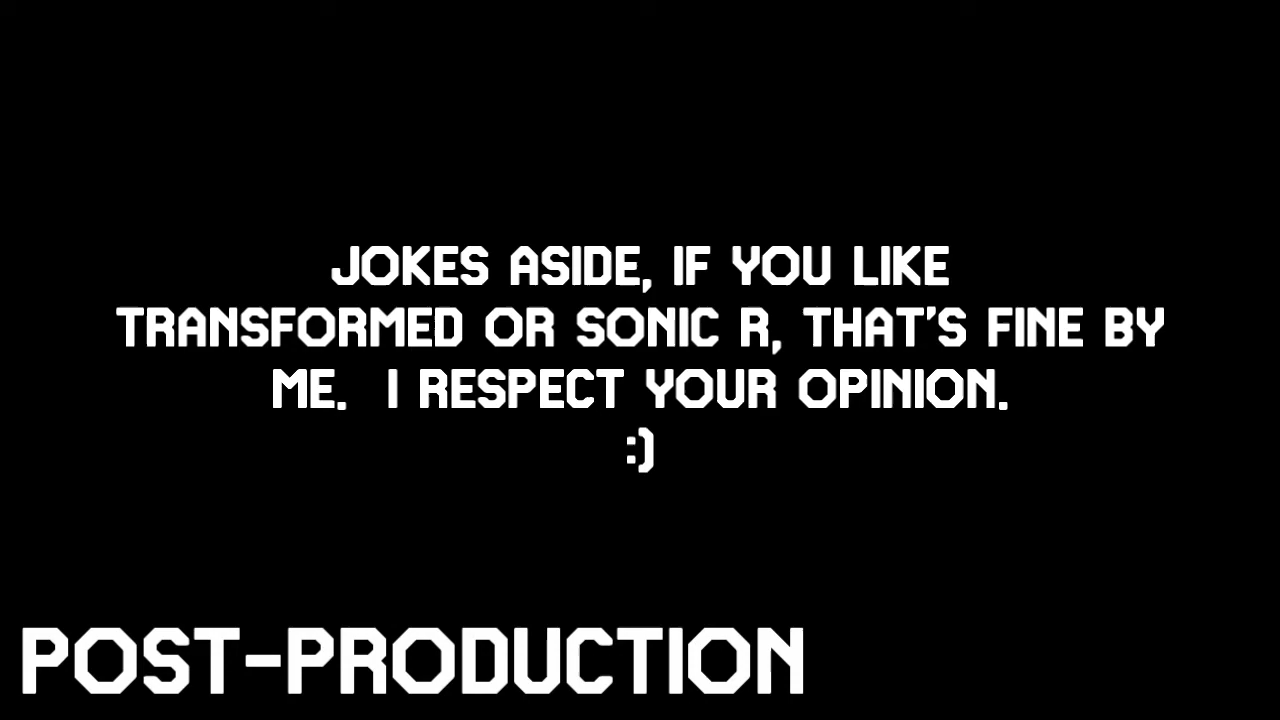 JOKES ASIDE, IF YOU LIKE
TRANSFORMED OR SONIC R, THAT'S FINE BY
ME.  I RESPECT YOUR OPINION.
:)
POST-PRODUCTION